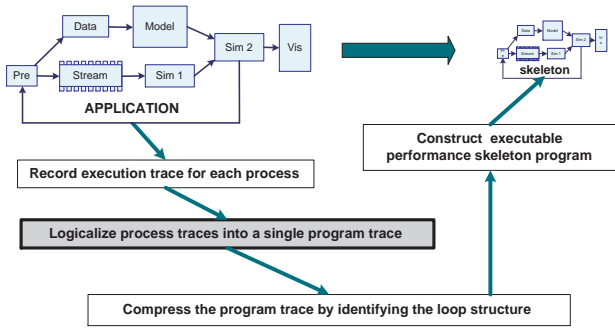 Data
Model
Sim 2
Vis
Pre
Stream
Sim 1
APPLICATION
Data
Model
Sim 2
Stream
Sim 1
skeleton
Record execution trace for each process
Construct executable
performance skeleton program
Logicalize process traces into a single program trace
Compress the program trace by identifying the loop structure